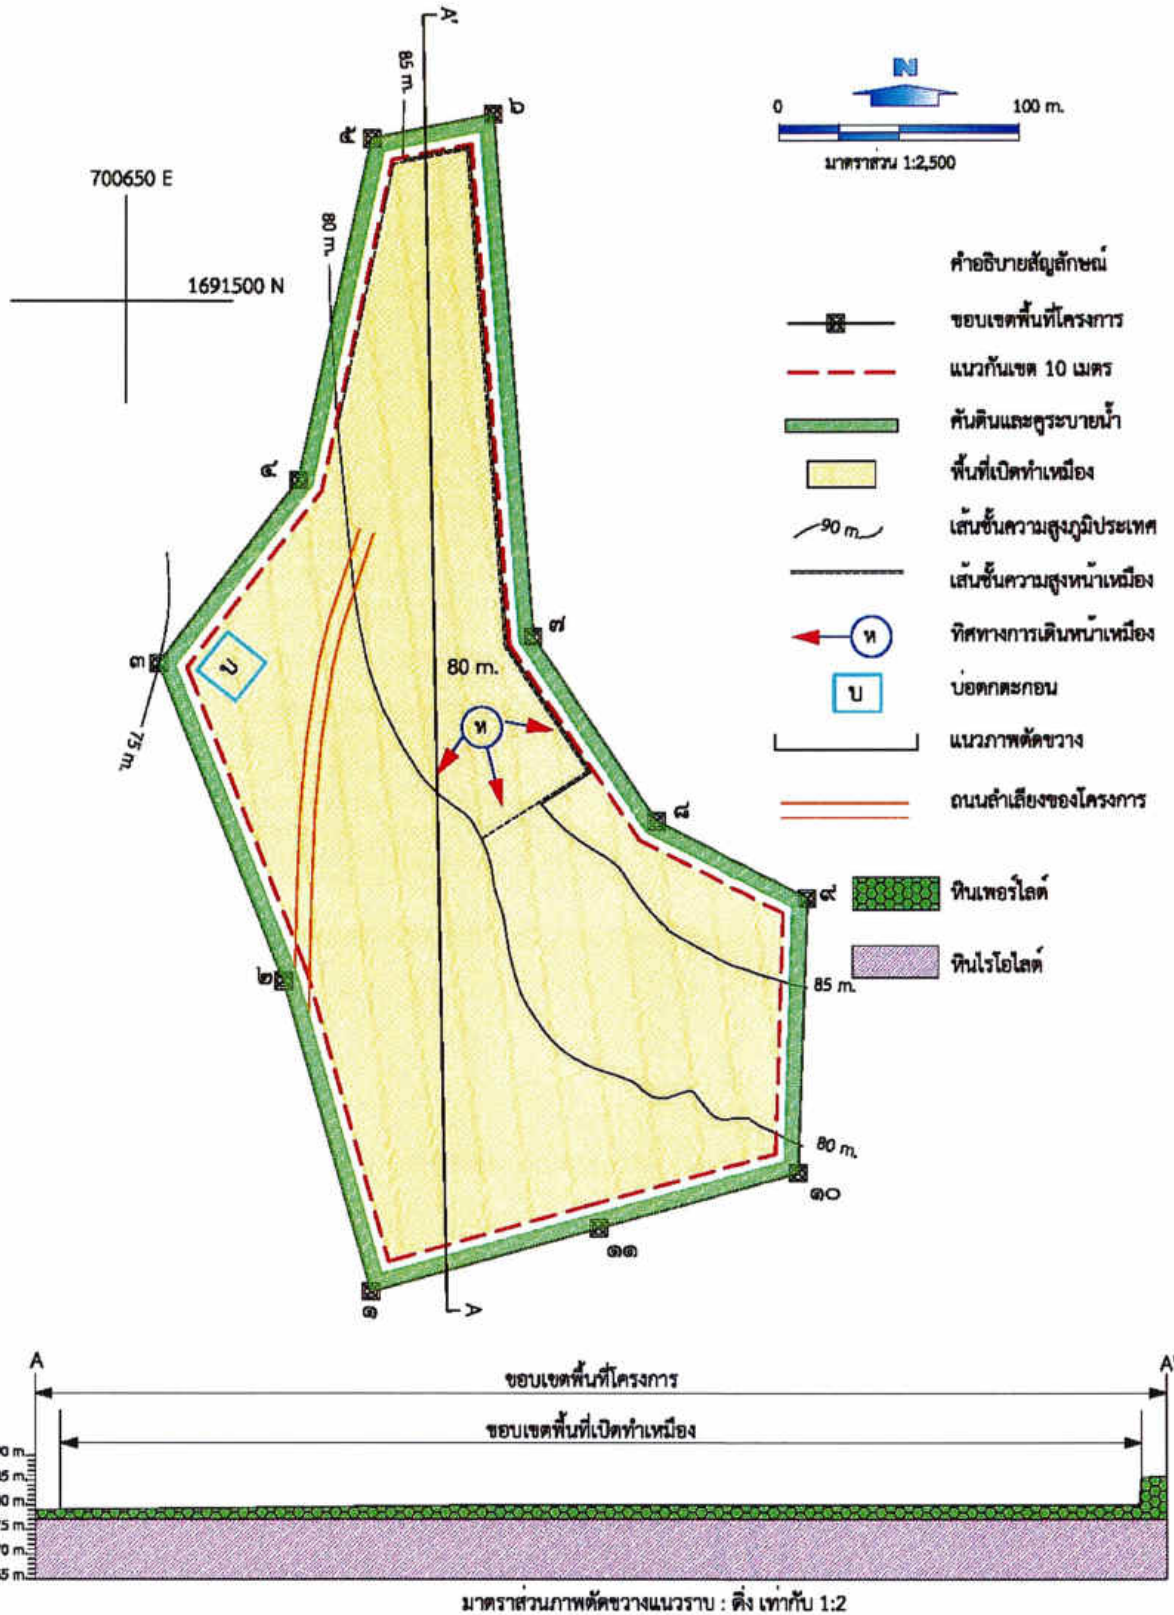 A'
85 m.
๕
๖
N
0 100 m.
มาตราส่วน 1:2,500
700650 E
80 m.
1691500 N
คำอธิบายสัญลักษณ์
ขอบเขตพื้นที่โครงการ
แนวกันเขต 10 เมตร
คันดินและคูระบายน้ำ
พื้นที่เปิดทำเหมือง
90 m.
เส้นชั้นความสูงภูมิประเทศ
เส้นชั้นความสูงหน้าเหมือง
ห
ทิศทางการเดินหน้าเหมือง
บ
บ่อดักตะกอน
แนวภาพตัดขวาง
ถนนลำเลียงของโครงการ
หินเพอร์ไลต์
หินไรโอไลต์
๔
๓
บ
75 m.
๗
80 m.
ห
๘
๙
85 m.
๒
80 m.
๑๐
๑๑
๑
A
A A'
ขอบเขตพื้นที่โครงการ
ขอบเขตพื้นที่เปิดทำเหมือง
0 m.
5 m.
0 m.
75 m.
70 m.
65 m.
มาตราส่วนภาพตัดขวางแนวราบ : ดิ่ง เท่ากับ 1:2